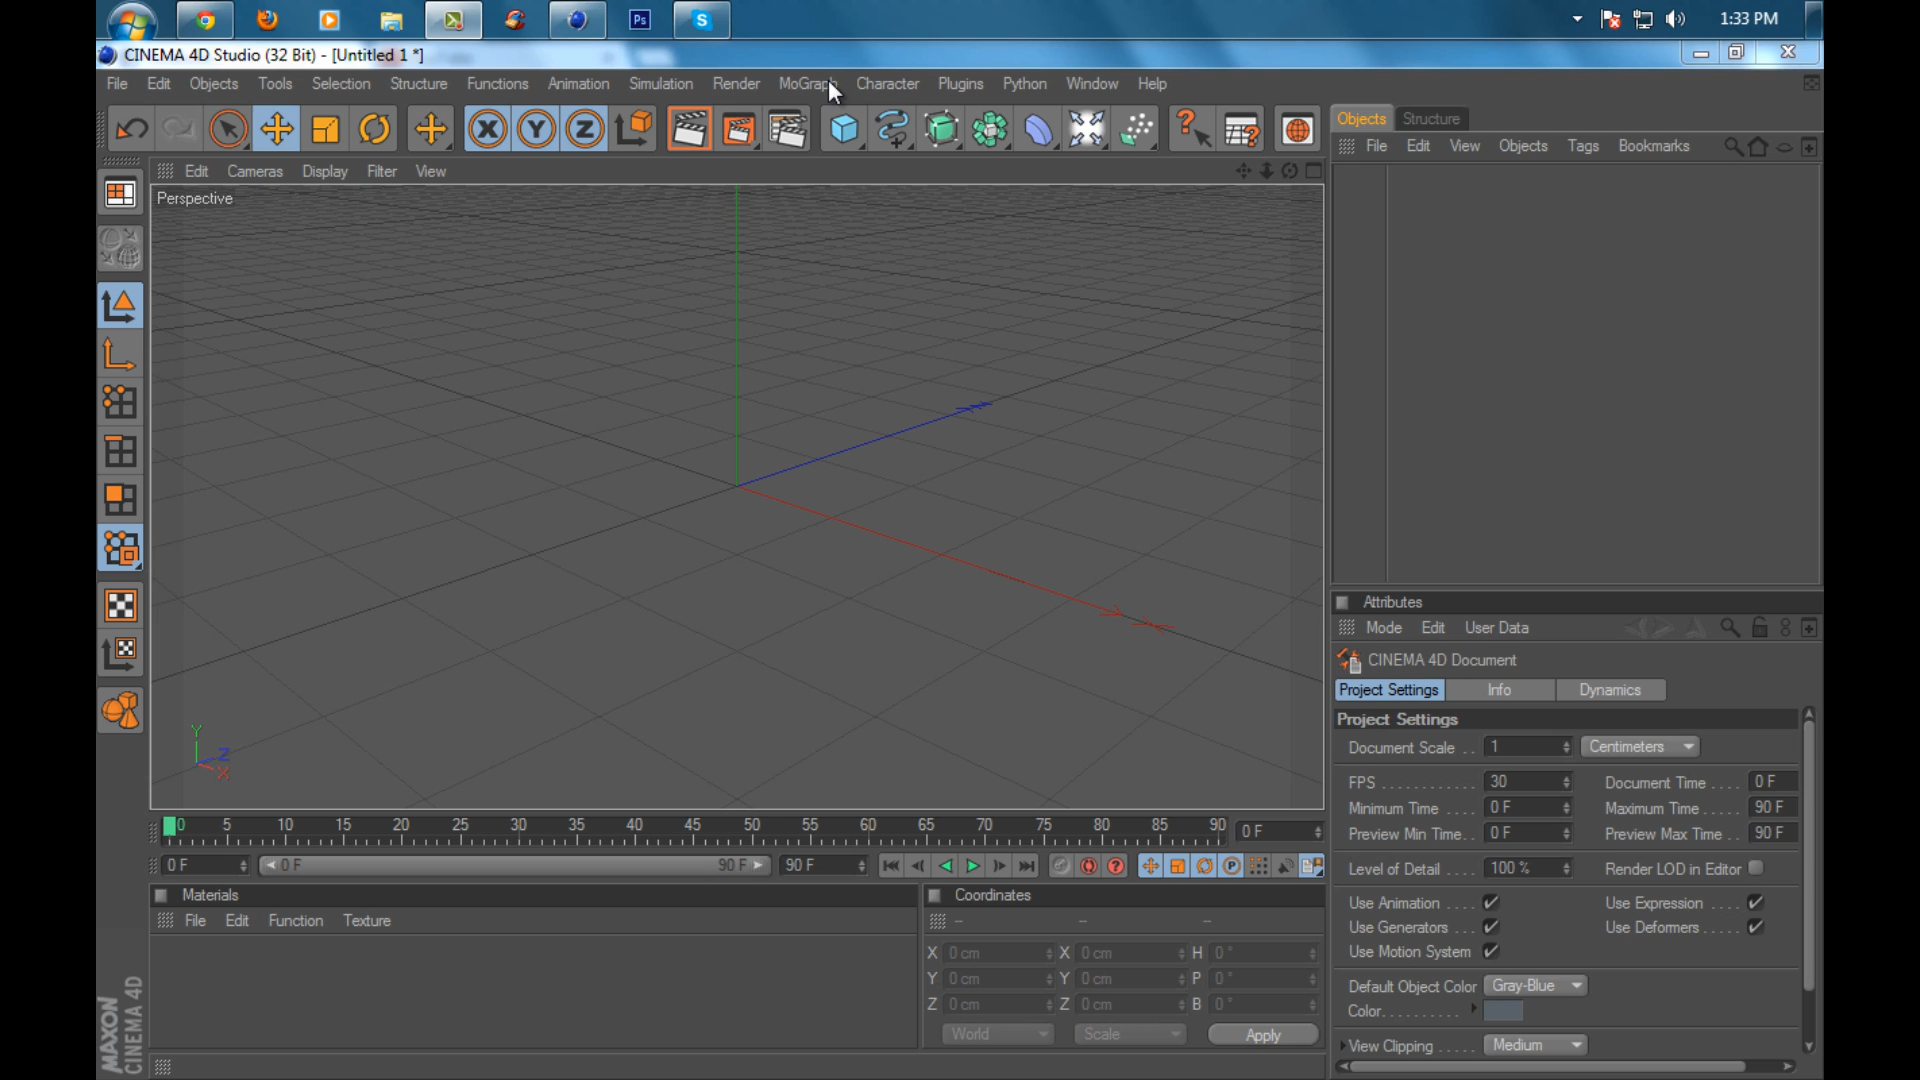 Ps
S
1:33 PM
CINEMA 4D Studio (32 Bit) - [Untitled 1 *]
File Edit Objects Tools Selection Structure Functions Animation Simulation Render MoGraph Character Plugins Python Window Help
X Y Z
Objects Structure
File Edit View Objects Tags Bookmarks
Edit Cameras Display Filter View
Perspective
Y
Z
X
Attributes
Mode Edit User Data
CINEMA 4D Document
Project Settings Info Dynamics
Project Settings
Document Scale . . 1 Centimeters
FPS . . . . . . . . . . . 30 Document Time . . . . 0 F
Minimum Time . . . . 0 F Maximum Time . . . . 90 F
Preview Min Time. . 0 F Preview Max Time . . 90 F
Level of Detail . . . . 100 % Render LOD in Editor
Use Animation . . . . Use Expression . . . .
Use Generators . . . Use Deformers . . . . .
Use Motion System
Default Object Color Gray-Blue
Color. . . . . . . . . .
View Clipping . . . . . Medium
0 5 10 15 20 25 30 35 40 45 50 55 60 65 70 75 80 85 90 0 F
0 F 0 F 90 F 90 F
P
Materials
File Edit Function Texture
Coordinates
-- -- --
X 0 cm X 0 cm H 0 °
Y 0 cm Y 0 cm P 0 °
Z 0 cm Z 0 cm B 0 °
World Scale Apply
MAXON
CINEMA 4D